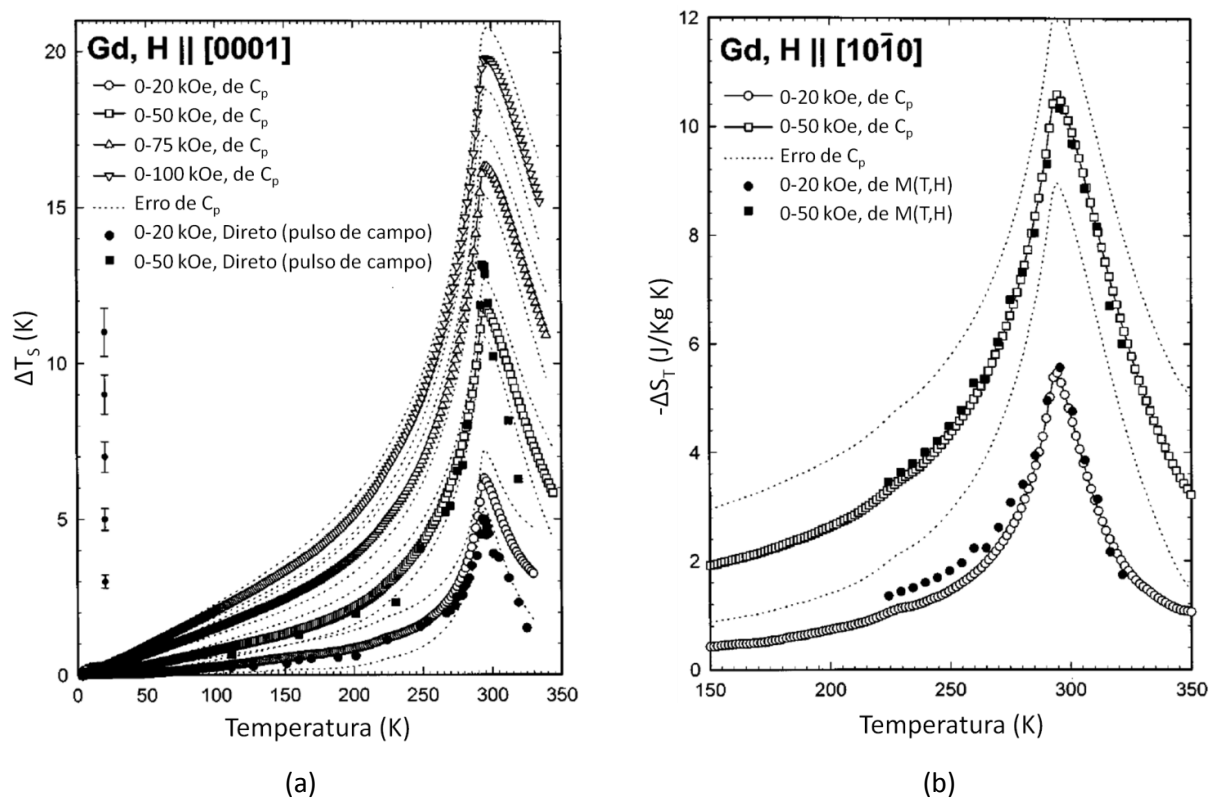 Gd, H || [0001]
0-20 kOe, de Cp
0-50 kOe, de Cp
0-75 kOe, de Cp
0-100 kOe, de Cp
Erro de Cp
0-20 kOe, Direto (pulso de campo)
0-50 kOe, Direto (pulso de campo)
20
15
10
5
0
ΔTS (K)
0 50 100 150 200 250 300 350
Temperatura (K)
(a)
Gd, H || [101̄0]
0-20 kOe, de Cp
0-50 kOe, de Cp
Erro de Cp
0-20 kOe, de M(T,H)
0-50 kOe, de M(T,H)
12
10
8
6
4
2
0
-ΔST (J/Kg K)
150 200 250 300 350
Temperatura (K)
(b)